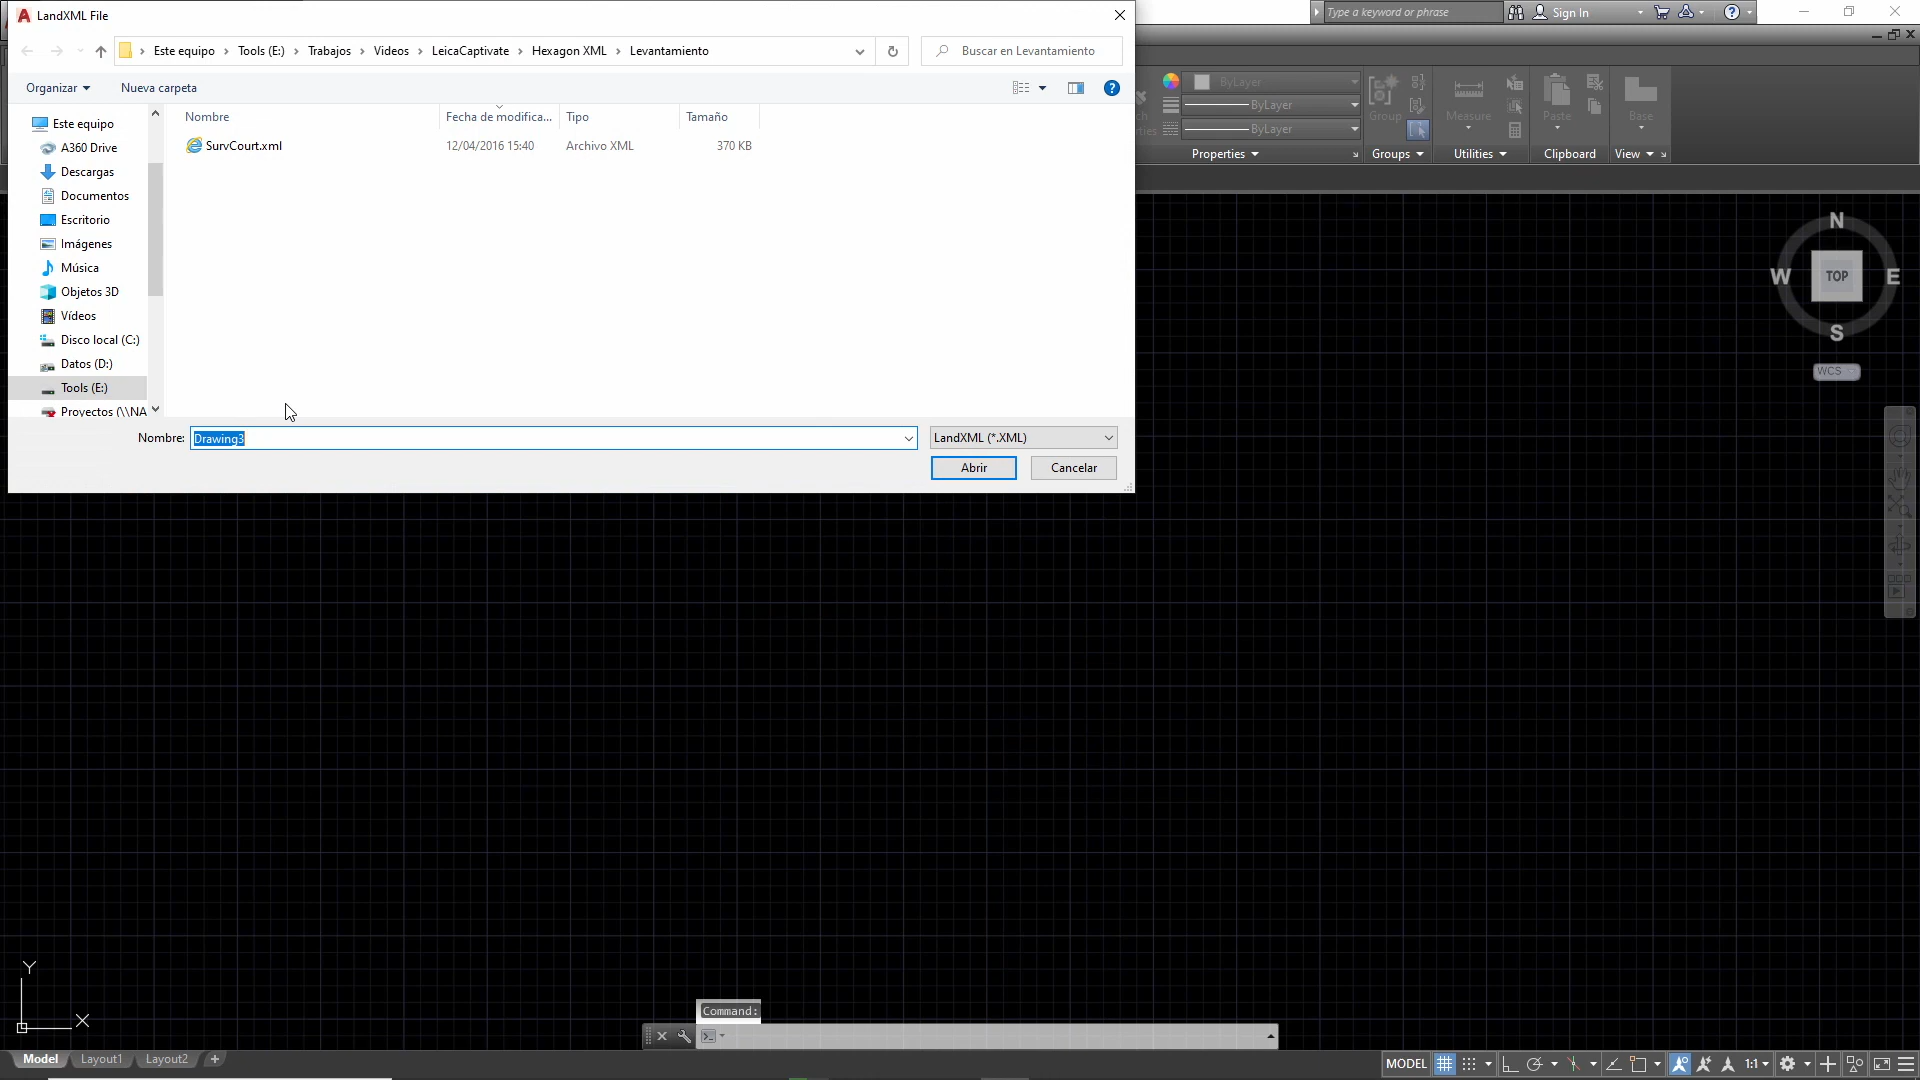 LandXML File
Type a keyword or phrase
Sign In
Este equipo
Tools (E:)
Trabajos
Videos
LeicaCaptivate
Hexagon XML
Levantamiento
Buscar en Levantamiento
Organizar
Nueva carpeta
Este equipo
A360 Drive
Descargas
Documentos
Escritorio
Imágenes
Música
Objetos 3D
Vídeos
Disco local (C:)
Datos (D:)
Tools (E:)
Proyectos (\\NA
Nombre
Fecha de modifica...
Tipo
Tamaño
SurvCourt.xml
12/04/2016 15:40
Archivo XML
370 KB
Nombre:
Drawing3
LandXML (*.XML)
Abrir
Cancelar
ByLayer
ByLayer
ByLayer
Properties
Group
Groups
Measure
Utilities
Paste
Clipboard
Base
View
N
W
TOP
E
S
WCS
Y
X
Command:
Model
Layout1
Layout2
MODEL
1:1